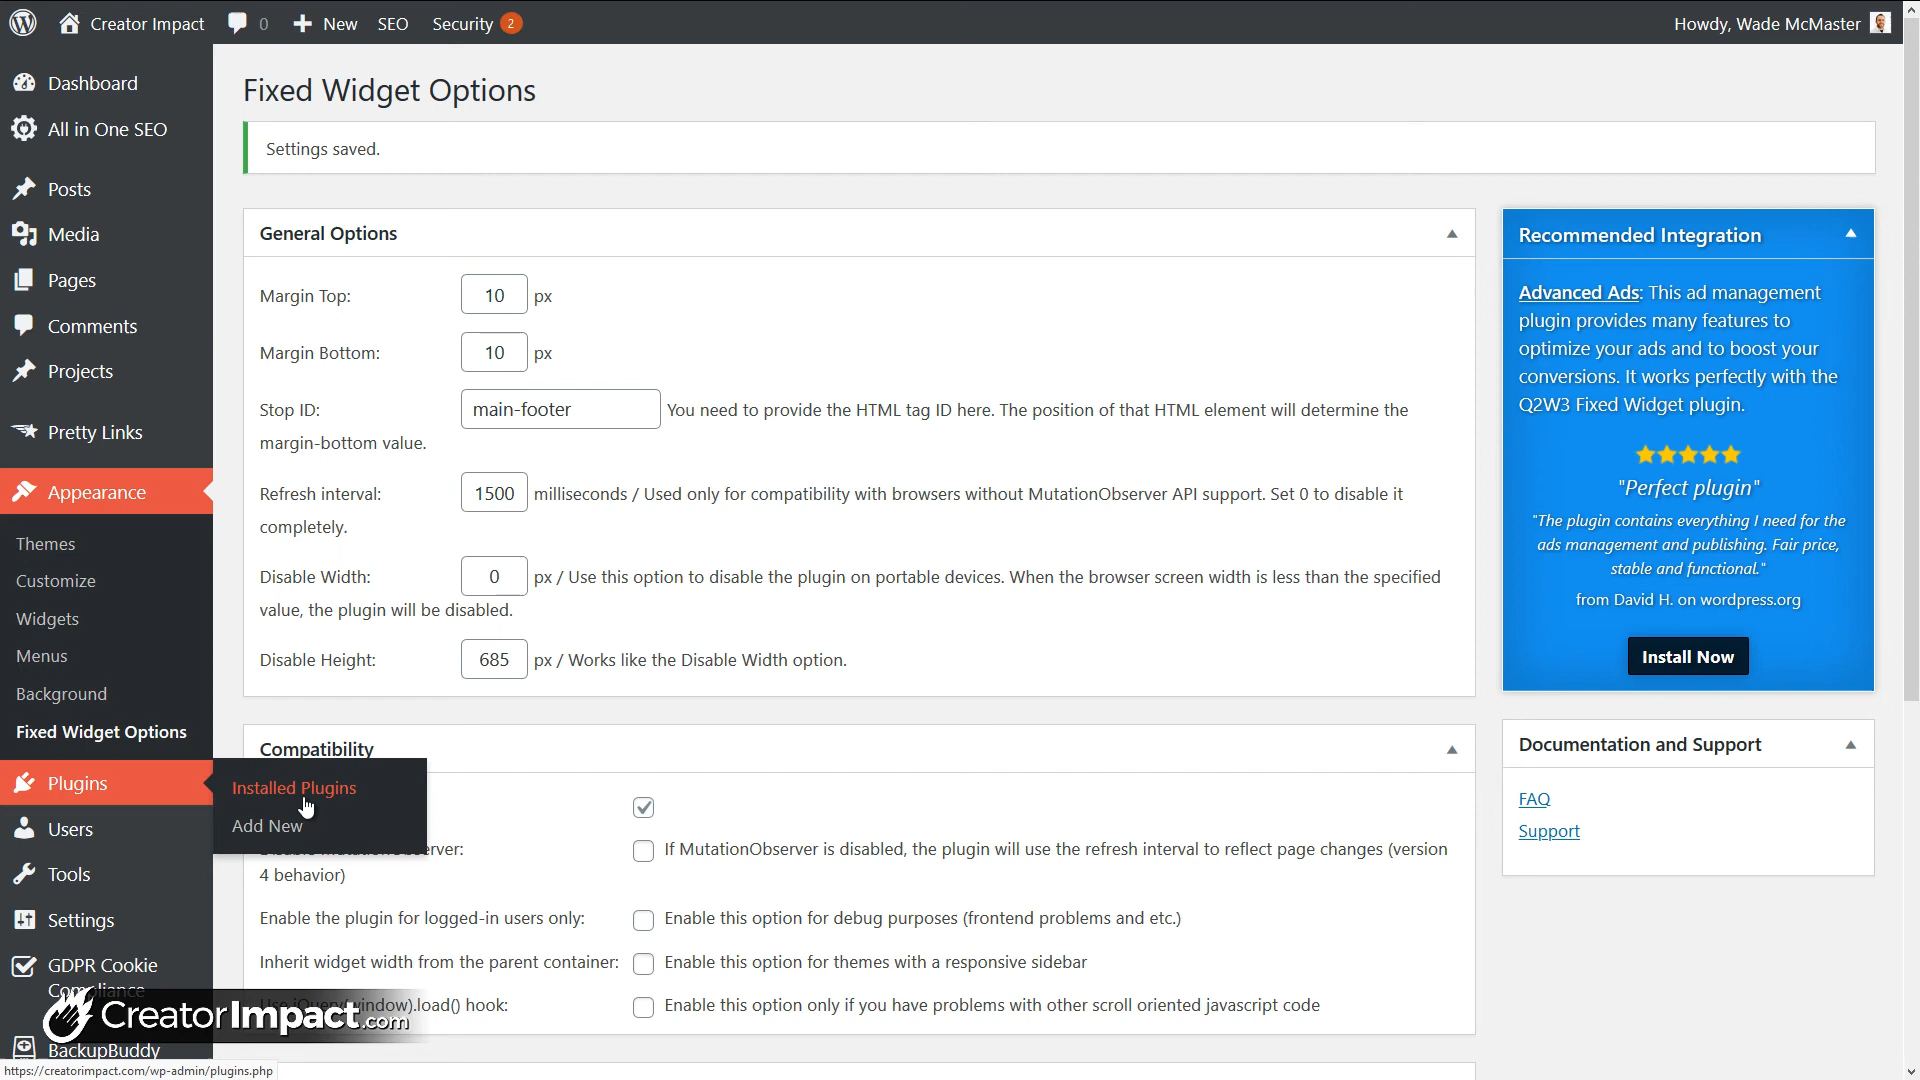 Creator Impact
0
New
SEO
Security 2
Howdy, Wade McMaster
Dashboard
All in One SEO
Posts
Media
Pages
Comments
Projects
Pretty Links
Appearance
Themes
Customize
Widgets
Menus
Background
Fixed Widget Options
Plugins
Installed Plugins
Add New
Users
Tools
Settings
GDPR Cookie
Compliance
BackupBuddy
Fixed Widget Options
Settings saved.
General Options
Margin Top: 10 px
Margin Bottom: 10 px
Stop ID: main-footer You need to provide the HTML tag ID here. The position of that HTML element will determine the
margin-bottom value.
Refresh interval: 1500 milliseconds / Used only for compatibility with browsers without MutationObserver API support. Set 0 to disable it
completely.
Disable Width: 0 px / Use this option to disable the plugin on portable devices. When the browser screen width is less than the specified
value, the plugin will be disabled.
Disable Height: 685 px / Works like the Disable Width option.
Compatibility
If MutationObserver is disabled, the plugin will use the refresh interval to reflect page changes (version
4 behavior)
Enable the plugin for logged-in users only: Enable this option for debug purposes (frontend problems and etc.)
Inherit widget width from the parent container: Enable this option for themes with a responsive sidebar
Use jQuery(window).load() hook: Enable this option only if you have problems with other scroll oriented javascript code
Recommended Integration
Advanced Ads: This ad management
plugin provides many features to
optimize your ads and to boost your
conversions. It works perfectly with the
Q2W3 Fixed Widget plugin.
"Perfect plugin"
"The plugin contains everything I need for the
ads management and publishing. Fair price,
stable and functional."
from David H. on wordpress.org
Install Now
Documentation and Support
FAQ
Support
CreatorImpact.com
https://creatorimpact.com/wp-admin/plugins.php